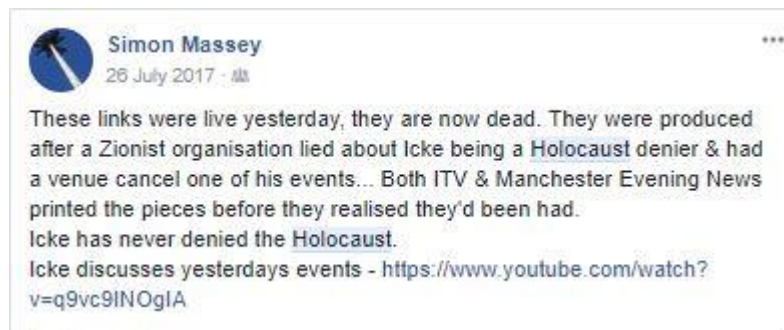 Simon Massey
26 July 2017 ·
These links were live yesterday, they are now dead. They were produced
after a Zionist organisation lied about Icke being a Holocaust denier & had
a venue cancel one of his events... Both ITV & Manchester Evening News
printed the pieces before they realised they'd been had.
Icke has never denied the Holocaust.
Icke discusses yesterdays events - https://www.youtube.com/watch?
v=q9vc9INOgIA